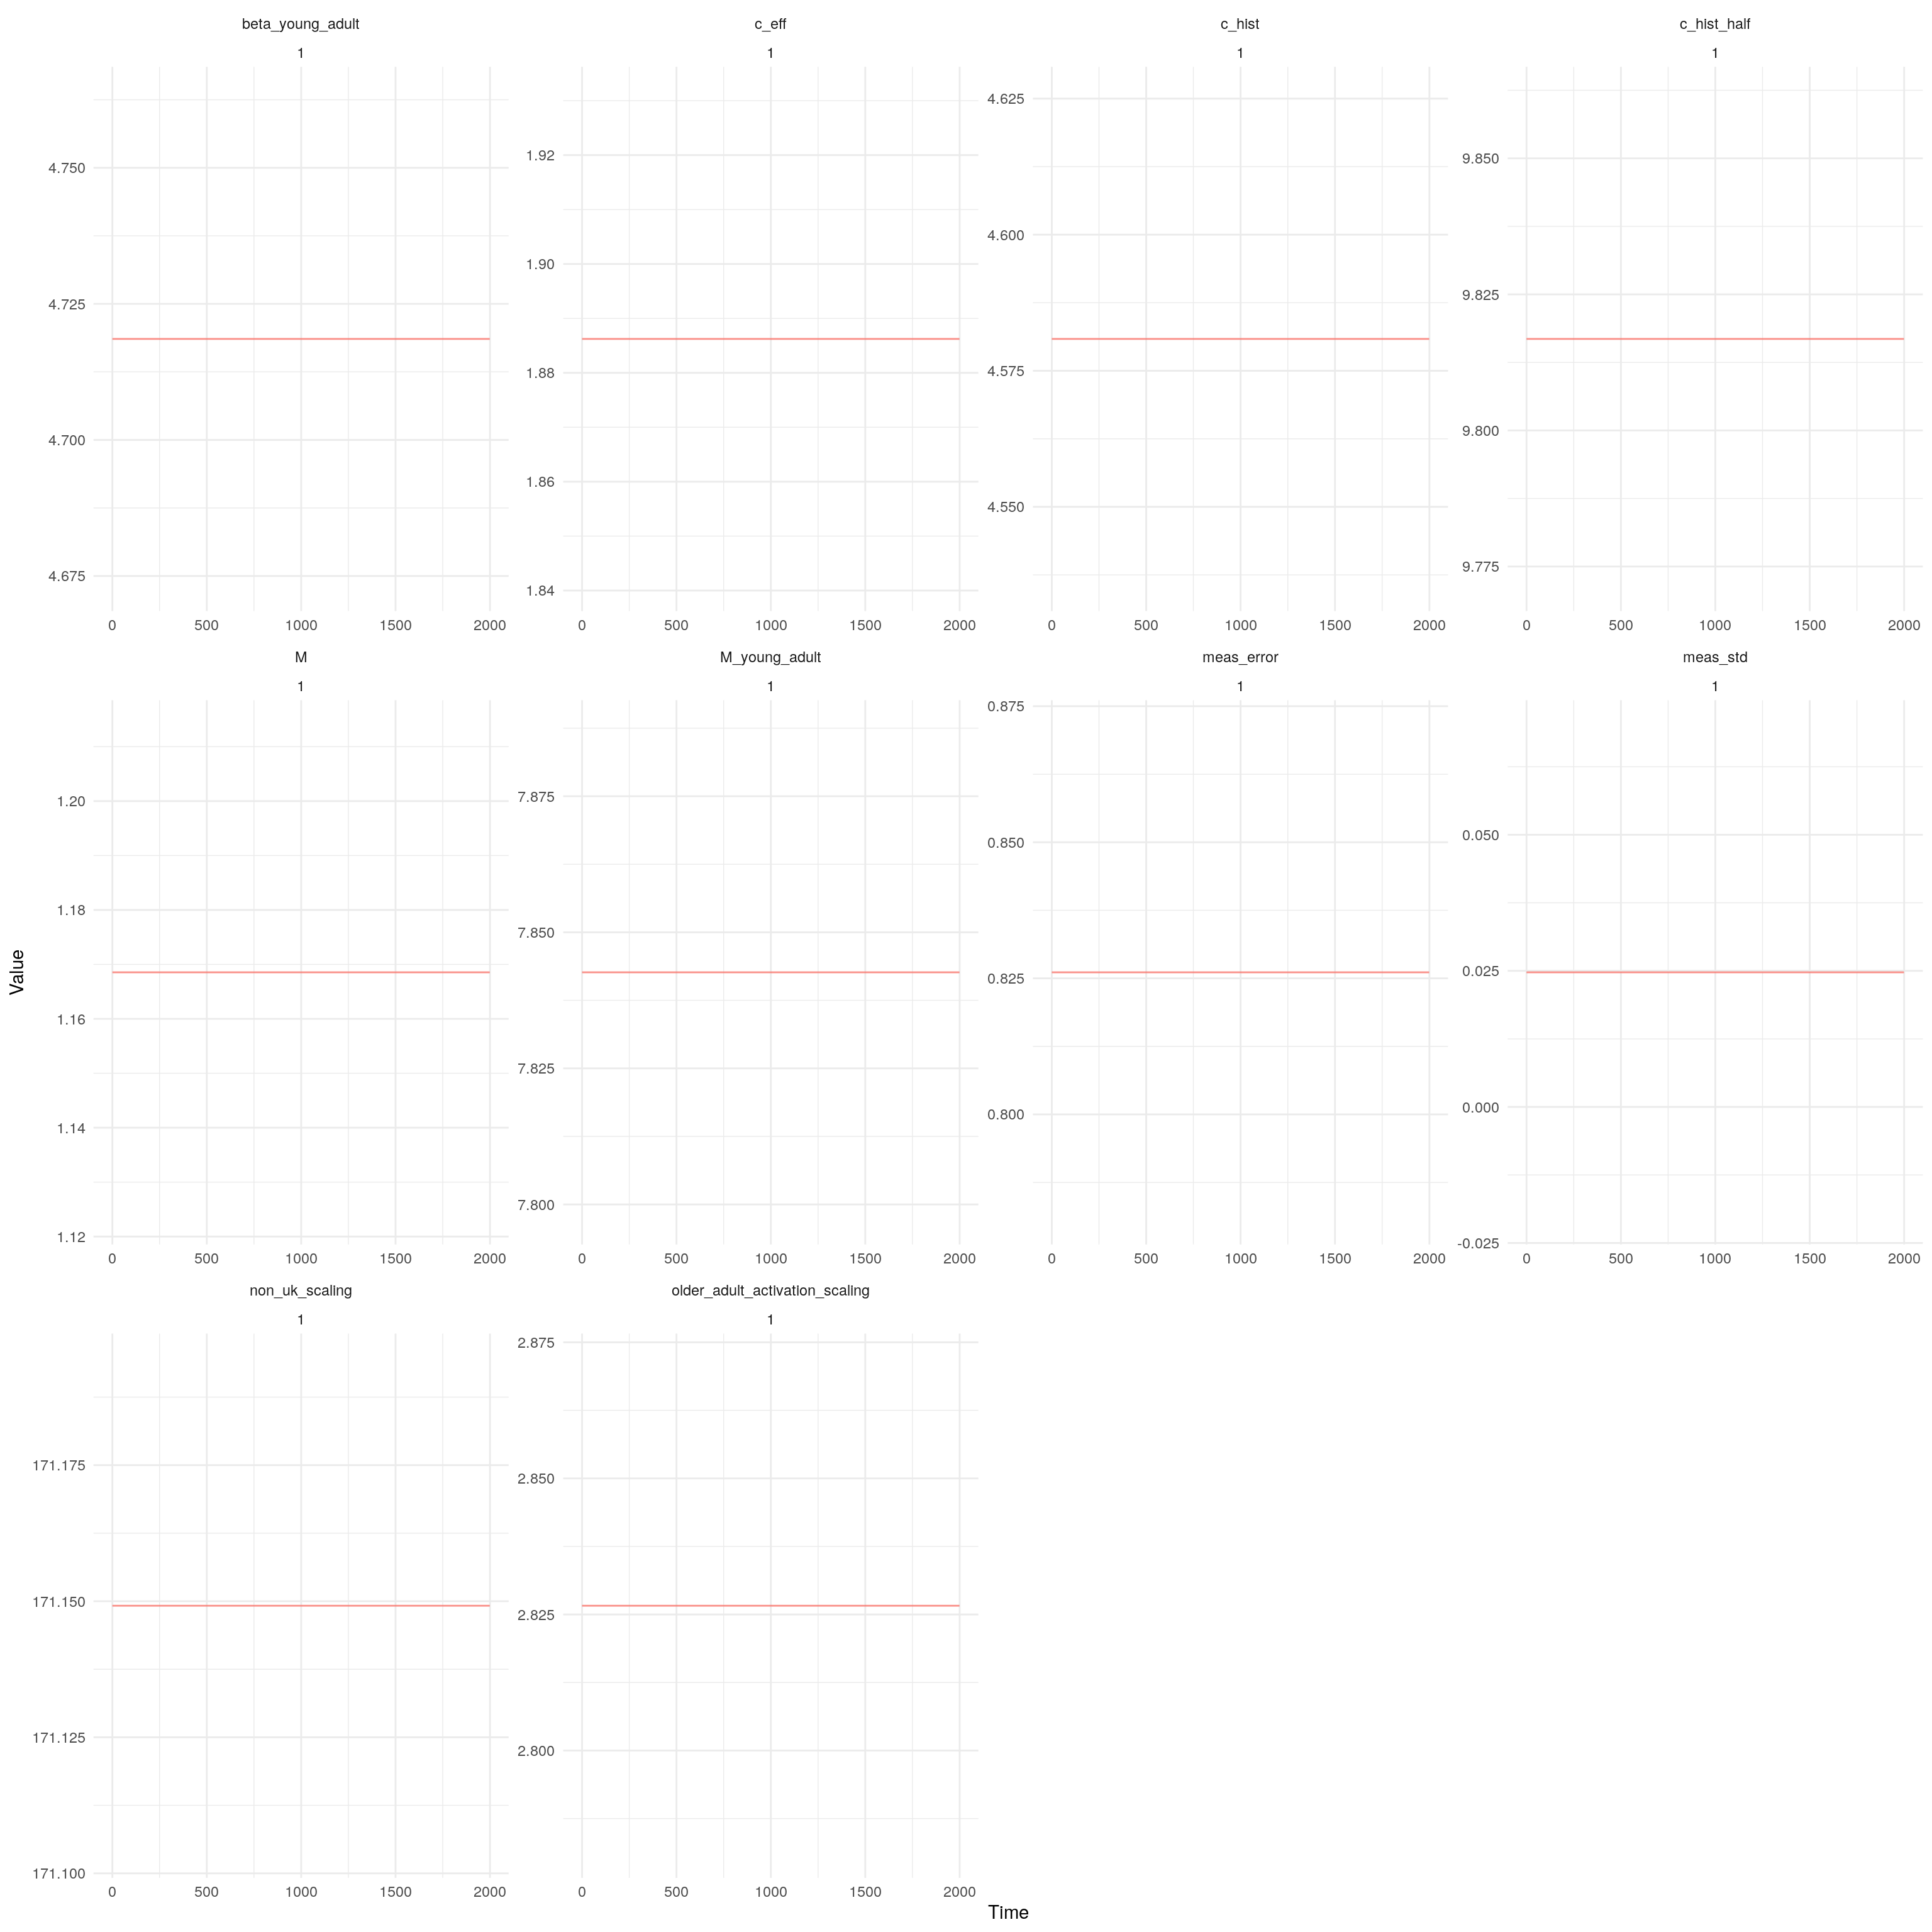 beta_young_adult c_eff c_hist c_hist_half
1 1 1 1
4.750 1.92 4.625 9.850
4.725 1.90 4.600 9.825
4.700 1.88 4.575 9.800
4.675 1.86 4.550 9.775
1.84
0 500 1000 1500 2000 0 500 1000 1500 2000 0 500 1000 1500 2000 0 500 1000 1500 2000
M M_young_adult meas_error meas_std
1 1 1 1
1.20 7.875 0.875 0.050
1.18 7.850 0.850 0.025
1.16 7.825 0.825 0.000
1.14 7.800 0.800 -0.025
1.12
0 500 1000 1500 2000 0 500 1000 1500 2000 0 500 1000 1500 2000 0 500 1000 1500 2000
non_uk_scaling older_adult_activation_scaling
1 1
171.175 2.875
171.150 2.850
171.125 2.825
171.100 2.800
0 500 1000 1500 2000 0 500 1000 1500 2000
Value
Time